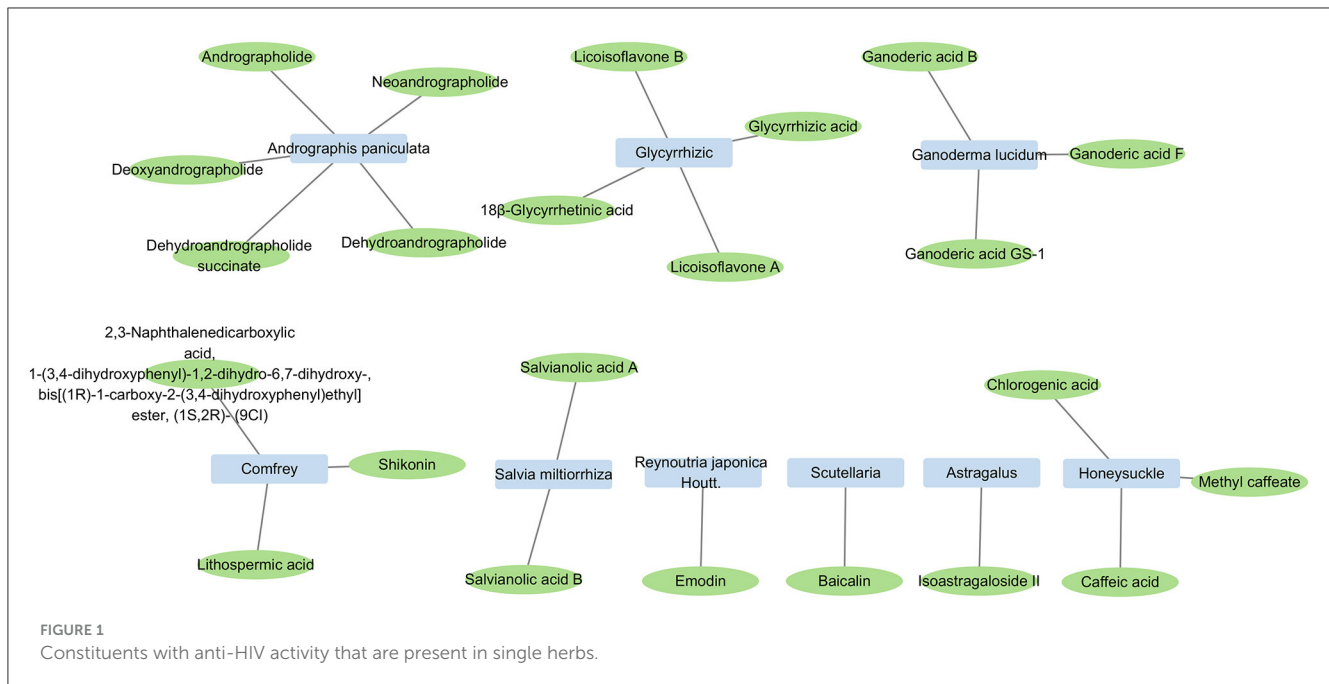 Andrographolide
Neoandrographolide
Andrographis paniculata
Deoxyandrographolide
Dehydroandrographolide
succinate
Dehydroandrographolide
Licoisoflavone B
Glycyrrhizic acid
Glycyrrhizic
18β-Glycyrrhetinic acid
Licoisoflavone A
Ganoderic acid B
Ganoderma lucidum
Ganoderic acid F
Ganoderic acid GS-1
2,3-Naphthalenedicarboxylic
acid,
1-(3,4-dihydroxyphenyl)-1,2-dihydro-6,7-dihydroxy-,
bis[(1R)-1-carboxy-2-(3,4-dihydroxyphenyl)ethyl]
ester, (1S,2R)- (9CI)
Comfrey
Shikonin
Lithospermic acid
Salvianolic acid A
Salvia miltiorrhiza
Salvianolic acid B
Reynoutria japonica
Houtt.
Emodin
Scutellaria
Baicalin
Astragalus
Isoastragaloside II
Chlorogenic acid
Honeysuckle
Methyl caffeate
Caffeic acid
FIGURE 1
Constituents with anti-HIV activity that are present in single herbs.